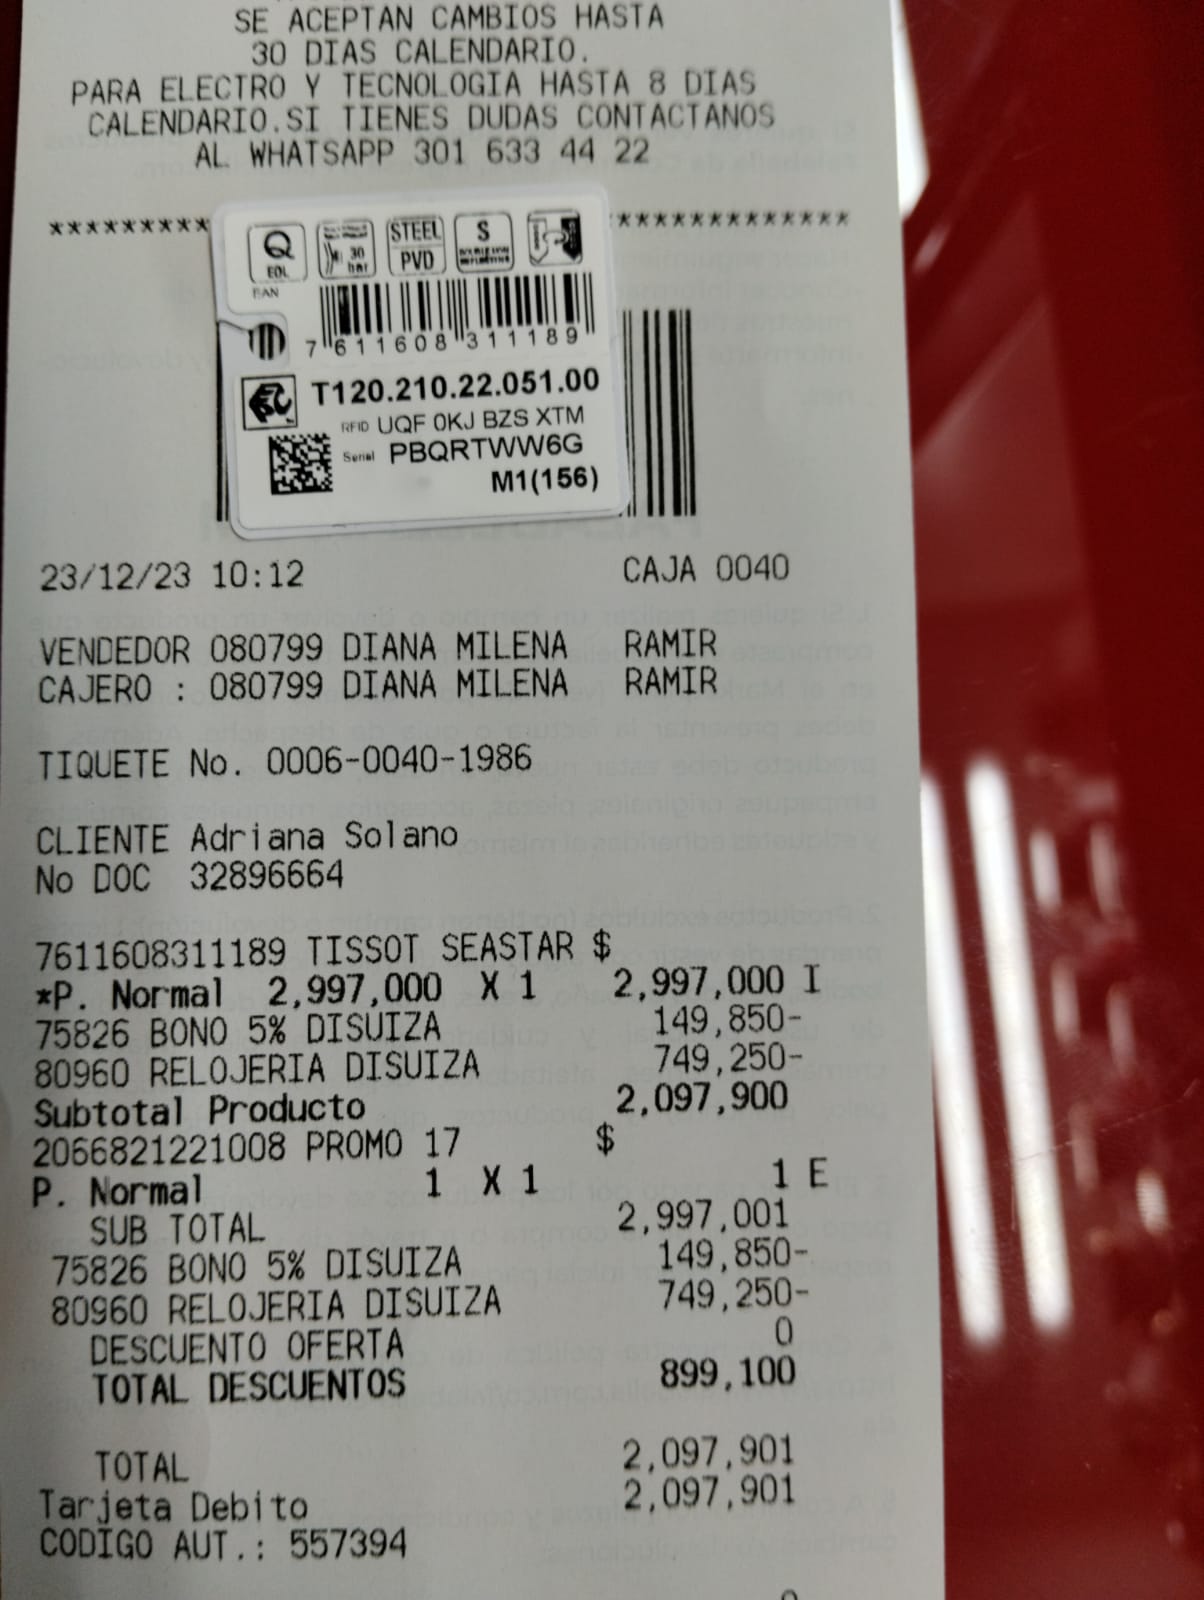 SE ACEPTAN CAMBIOS HASTA
30 DIAS CALENDARIO.
PARA ELECTRO Y TECNOLOGIA HASTA 8 DIAS
CALENDARIO.SI TIENES DUDAS CONTACTANOS
AL WHATSAPP 301 633 44 22
********* *************
Q
EOL
30
bar
STEEL
PVD
S
EAN
7 611608 311189
T120.210.22.051.00
RFID UQF 0KJ BZS XTM
Serial PBQRTWW6G
M1(156)
23/12/23 10:12 CAJA 0040
VENDEDOR 080799 DIANA MILENA RAMIR
CAJERO : 080799 DIANA MILENA RAMIR
TIQUETE No. 0006-0040-1986
CLIENTE Adriana Solano
No DOC 32896664
7611608311189 TISSOT SEASTAR $
*P. Normal 2,997,000 X 1 2,997,000 I
75826 BONO 5% DISUIZA 149,850-
80960 RELOJERIA DISUIZA 749,250-
Subtotal Producto 2,097,900
2066821221008 PROMO 17 $
P. Normal 1 X 1 1 E
SUB TOTAL 2,997,001
75826 BONO 5% DISUIZA 149,850-
80960 RELOJERIA DISUIZA 749,250-
DESCUENTO OFERTA 0
TOTAL DESCUENTOS 899,100
TOTAL 2,097,901
Tarjeta Debito 2,097,901
CODIGO AUT.: 557394